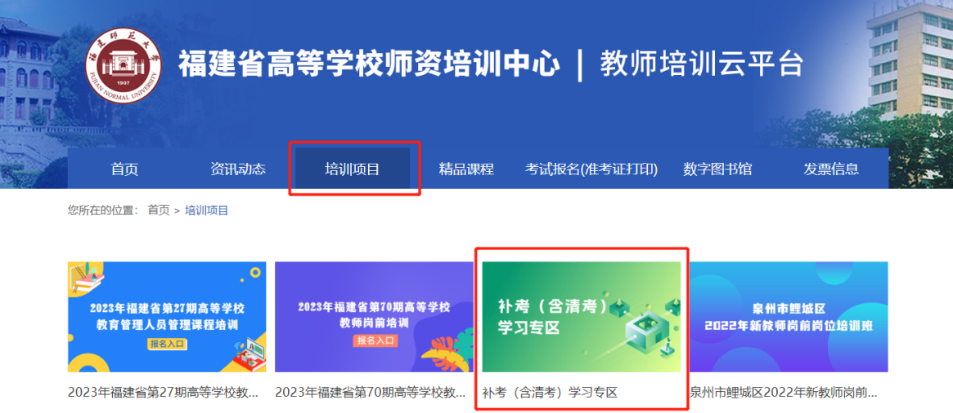 福建师范大学
FUJIAN NORMAL UNIVERSITY
1907
福建省高等学校师资培训中心 | 教师培训云平台
首页 资讯动态 培训项目 精品课程 考试报名(准考证打印) 数字图书馆 发票信息
您所在的位置: 首页 > 培训项目
2023年福建省第27期高等学校
教育管理人员管理课程培训
报名入口
2023年福建省第70期高等学校
教师岗前培训
报名入口
补考（含清考）
学习专区
泉州市鲤城区
2022年新教师岗前岗位培训班
2023年福建省第27期高等学校教...
2023年福建省第70期高等学校教...
补考（含清考）学习专区
泉州市鲤城区2022年新教师岗前...